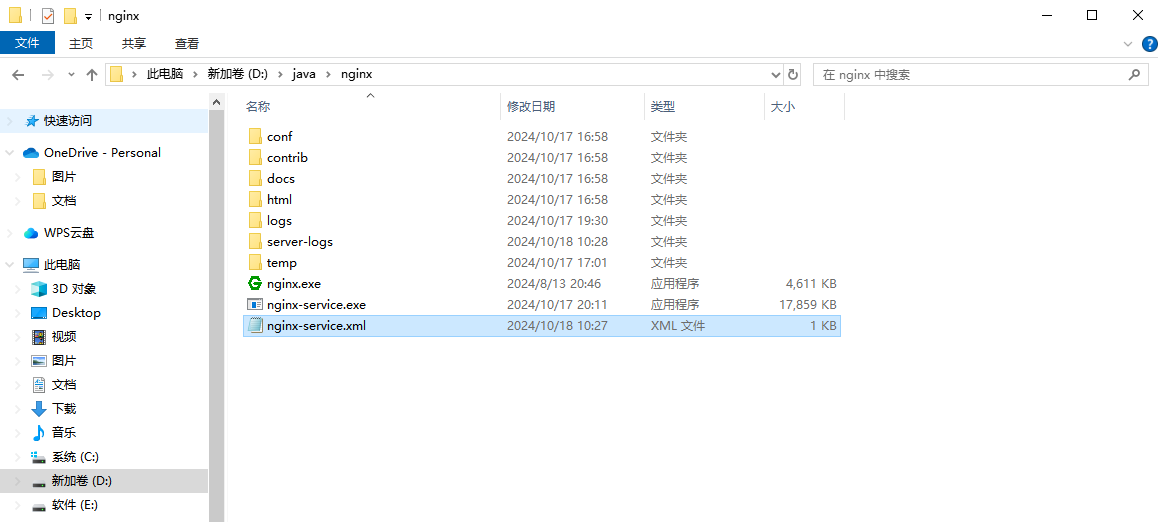 nginx
文件 主页 共享 查看
此电脑 新加卷 (D:) java nginx 在 nginx 中搜索
快速访问
OneDrive - Personal
图片
文档
WPS云盘
此电脑
3D 对象
Desktop
视频
图片
文档
下载
音乐
系统 (C:)
新加卷 (D:)
软件 (E:)
名称 修改日期 类型 大小
conf 2024/10/17 16:58 文件夹
contrib 2024/10/17 16:58 文件夹
docs 2024/10/17 16:58 文件夹
html 2024/10/17 16:58 文件夹
logs 2024/10/17 19:30 文件夹
server-logs 2024/10/18 10:28 文件夹
temp 2024/10/17 17:01 文件夹
nginx.exe 2024/8/13 20:46 应用程序 4,611 KB
nginx-service.exe 2024/10/17 20:11 应用程序 17,859 KB
nginx-service.xml 2024/10/18 10:27 XML 文件 1 KB